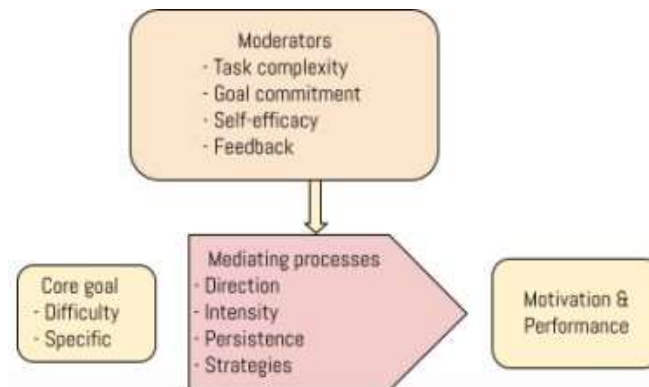 Moderators
- Task complexity
- Goal commitment
- Self-efficacy
- Feedback
Mediating processes
- Direction
- Intensity
- Persistence
- Strategies
Core goal
- Difficulty
- Specific
Motivation &
Performance